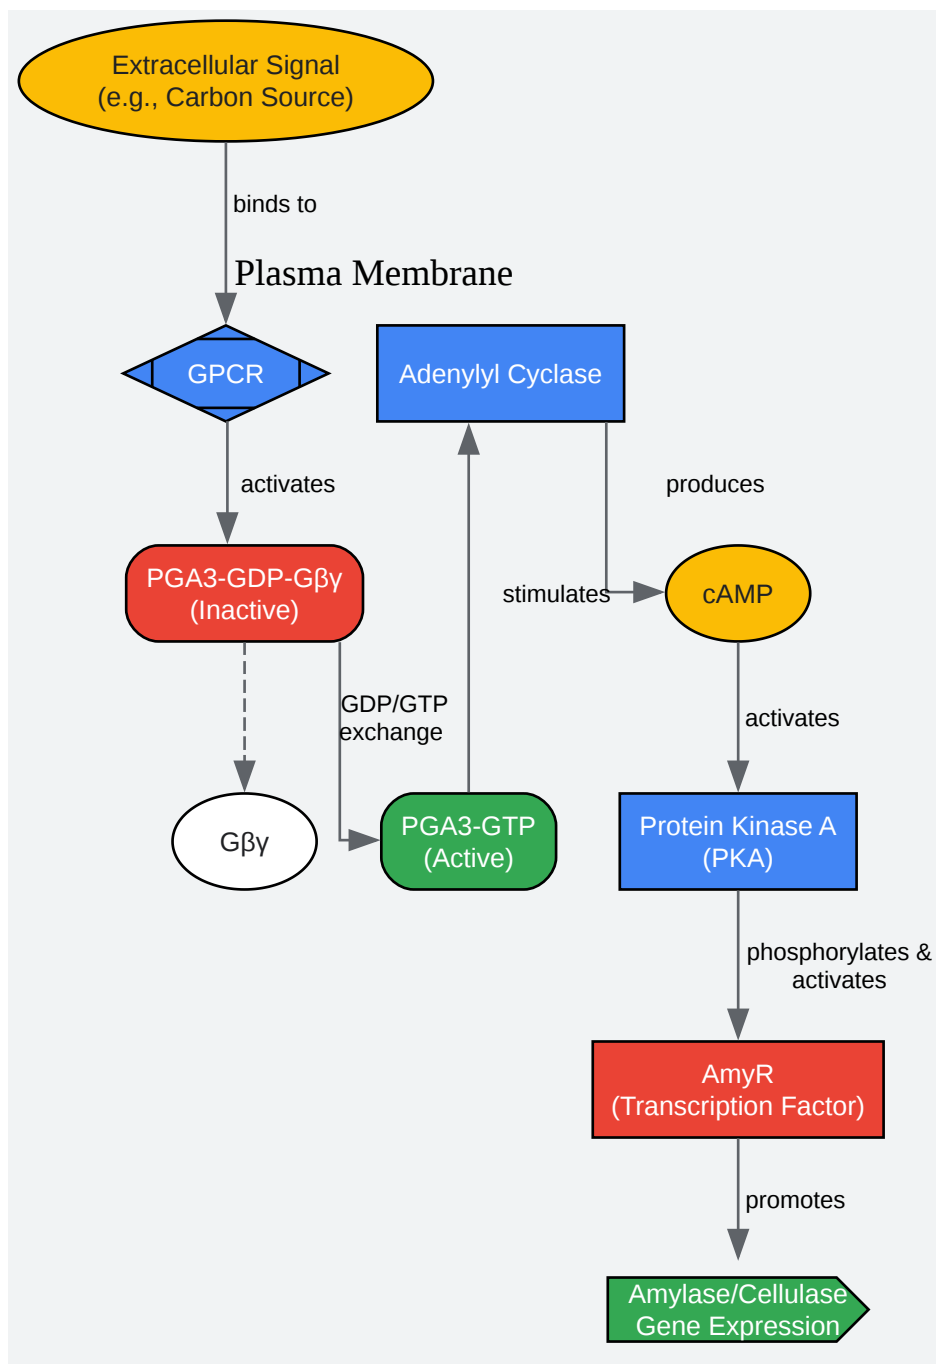 Extracellular Signal
(e.g., Carbon Source)
binds to
Plasma Membrane
GPCR
Adenylyl Cyclase
activates
produces
PGA3-GDP-Gβγ
(Inactive)
stimulates
cAMP
GDP/GTP
exchange
activates
Gβγ
PGA3-GTP
(Active)
Protein Kinase A
(PKA)
phosphorylates &
activates
AmyR
(Transcription Factor)
promotes
Amylase/Cellulase
Gene Expression